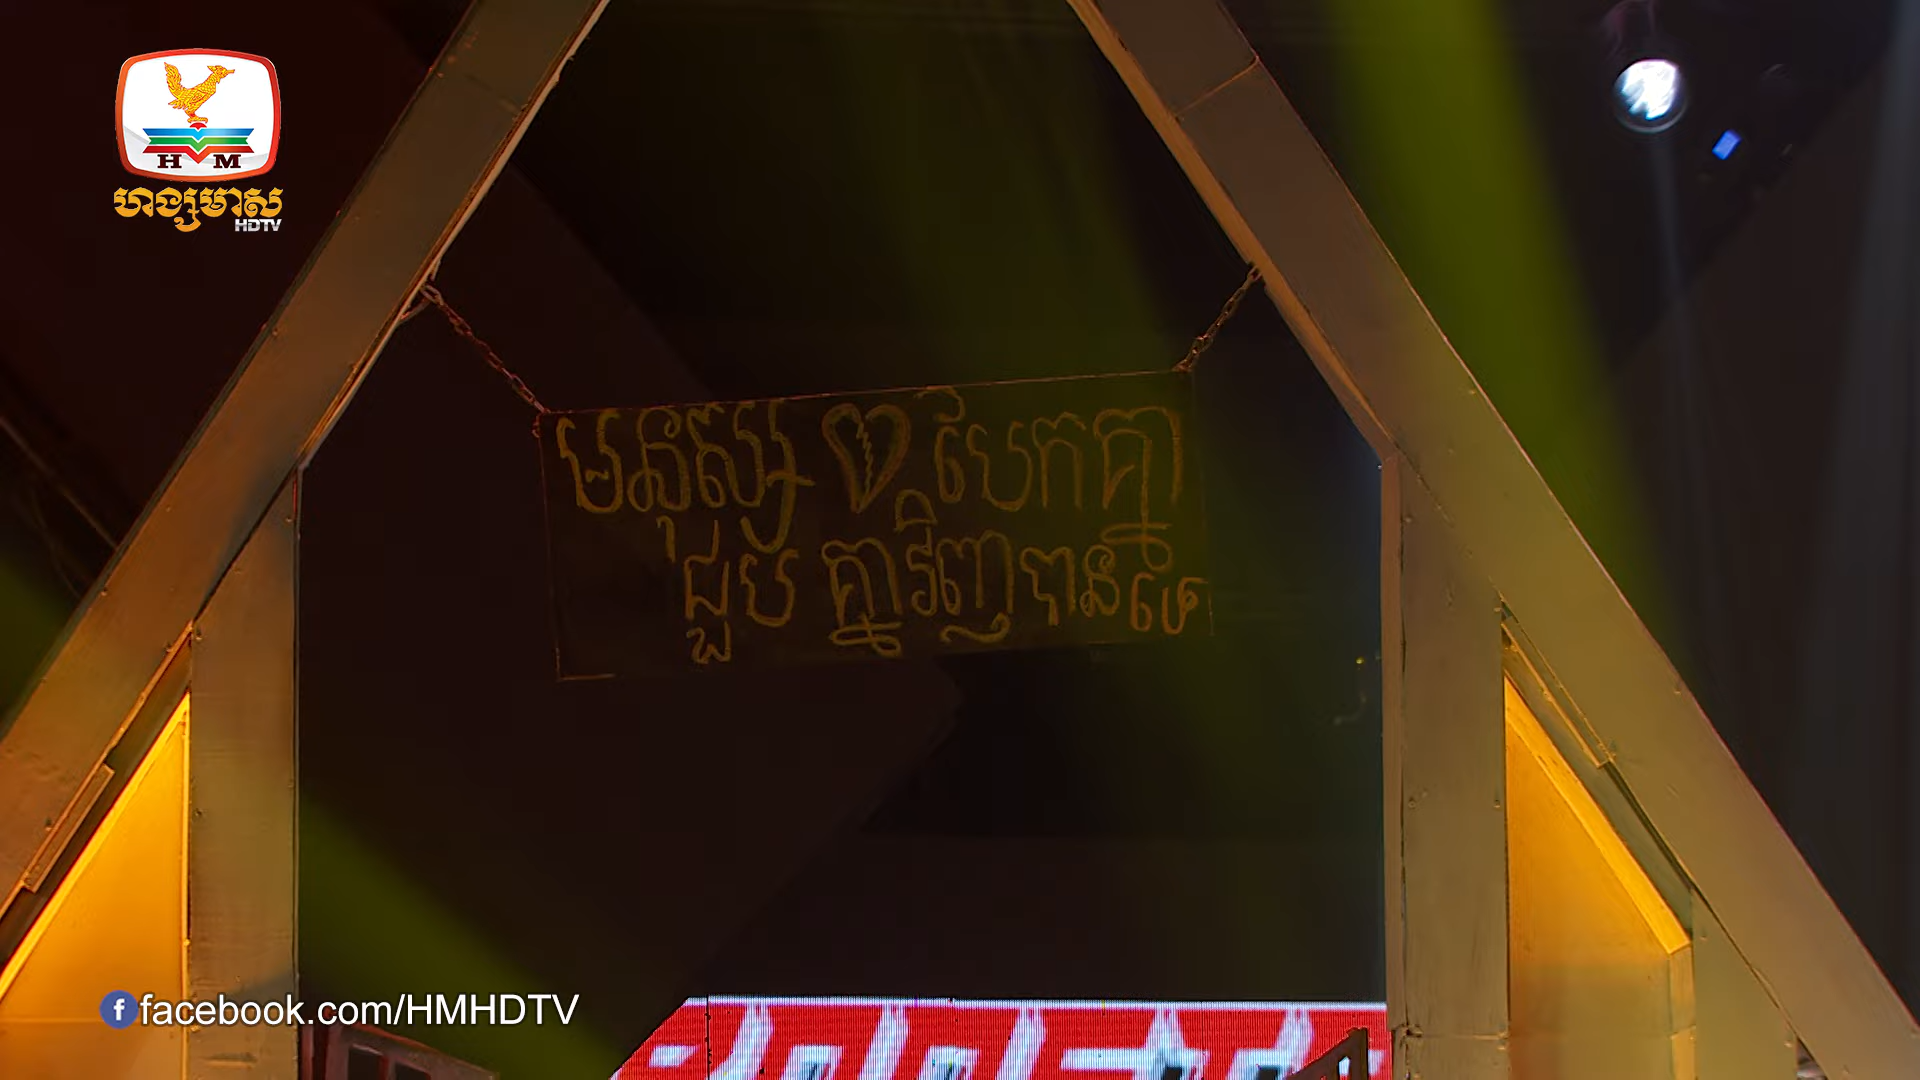 H M
ហង្សមាស
HDTV
មនុស្ស បែកគ្នា
ជួប គ្នាវិញបានទេ
facebook.com/HMHDTV